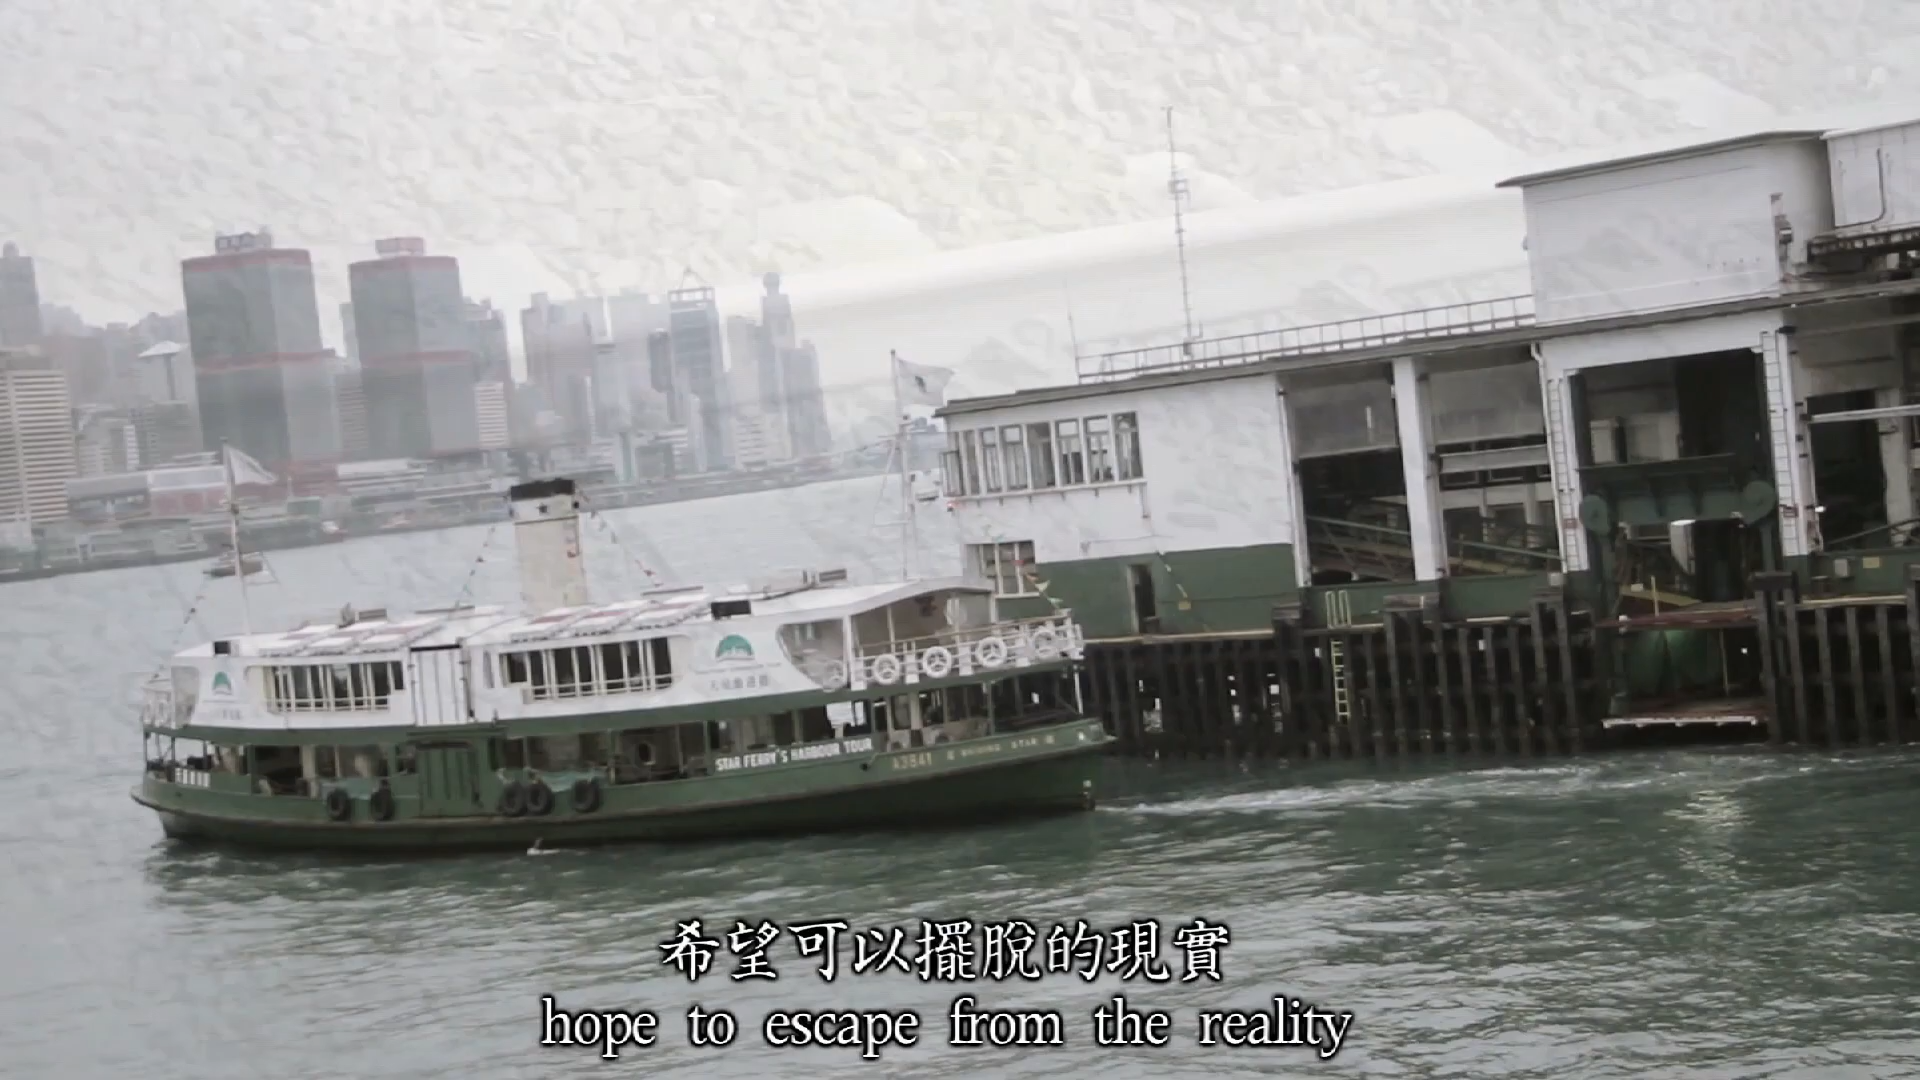 STAR FERRY'S HARBOUR TOUR
希望可以擺脫的現實
hope to escape from the reality